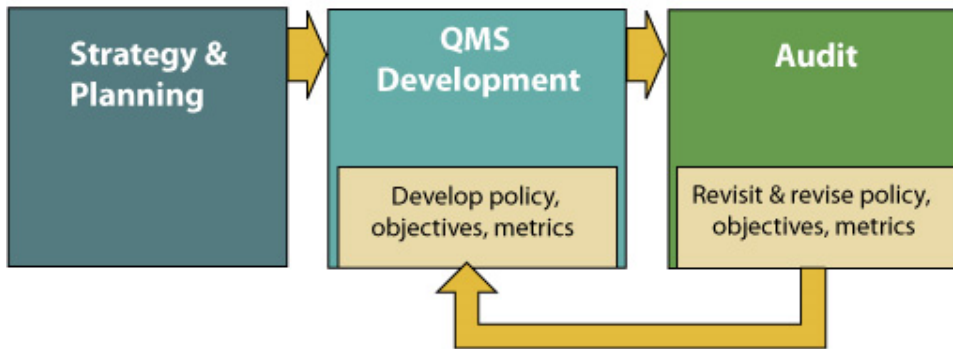 Strategy &
Planning
QMS
Development
Develop policy,
objectives, metrics
Audit
Revisit & revise policy,
objectives, metrics